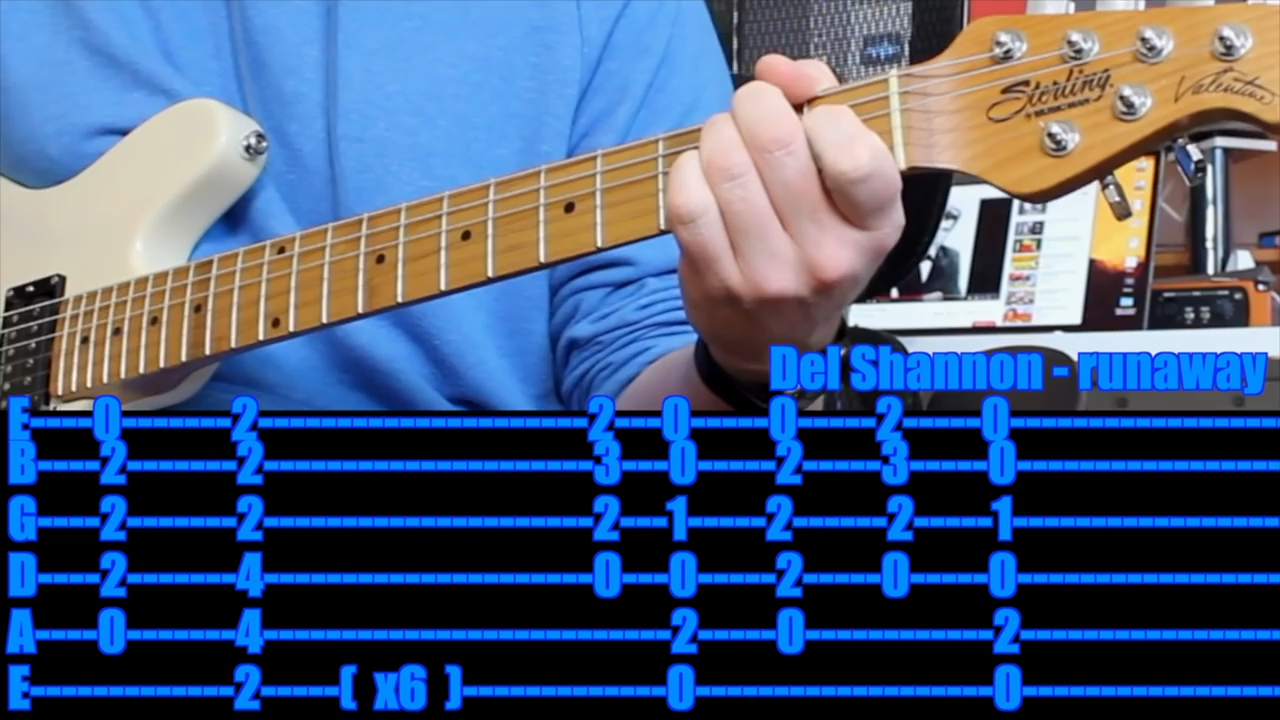 Sterling
by MUSIC MAN
Valentine
Del Shannon - runaway
E---0------2-----------------------2---0-----0-----2-----0------------
B---2------2-----------------------3---0-----2-----3-----0------------
G---2------2-----------------------2---1-----2-----2-----1------------
D---2------4-----------------------0---0-----2-----0-----0------------
A---0------4---------------------------2-----0-----------2------------
E----------2---( x6 )------------------0-----------------0------------